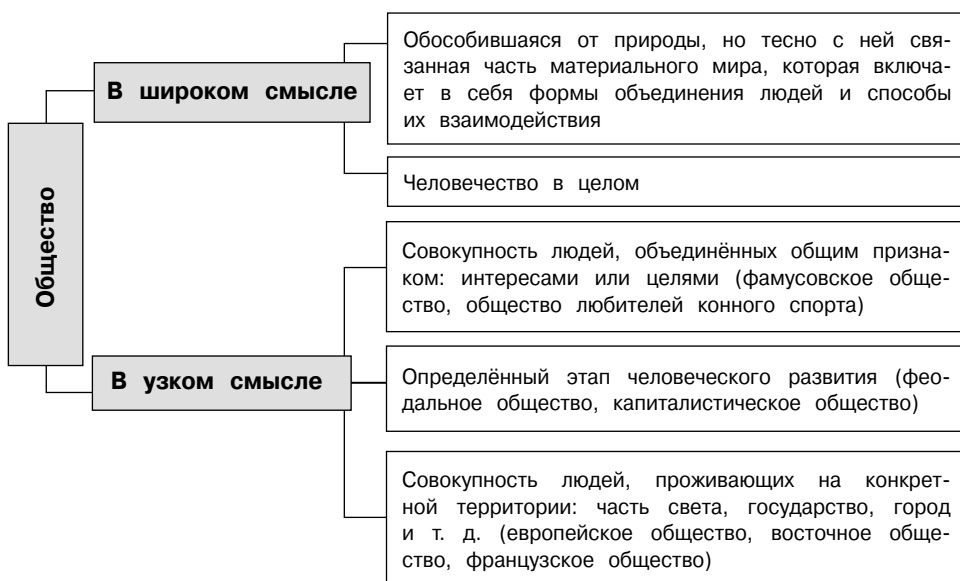 Общество
В широком смысле
Обособившаяся от природы, но тесно с ней свя-
занная часть материального мира, которая включа-
ет в себя формы объединения людей и способы
их взаимодействия
Человечество в целом
В узком смысле
Совокупность людей, объединённых общим призна-
ком: интересами или целями (фамусовское обще-
ство, общество любителей конного спорта)
Определённый этап человеческого развития (фео-
дальное общество, капиталистическое общество)
Совокупность людей, проживающих на конкрет-
ной территории: часть света, государство, город
и т. д. (европейское общество, восточное обще-
ство, французское общество)